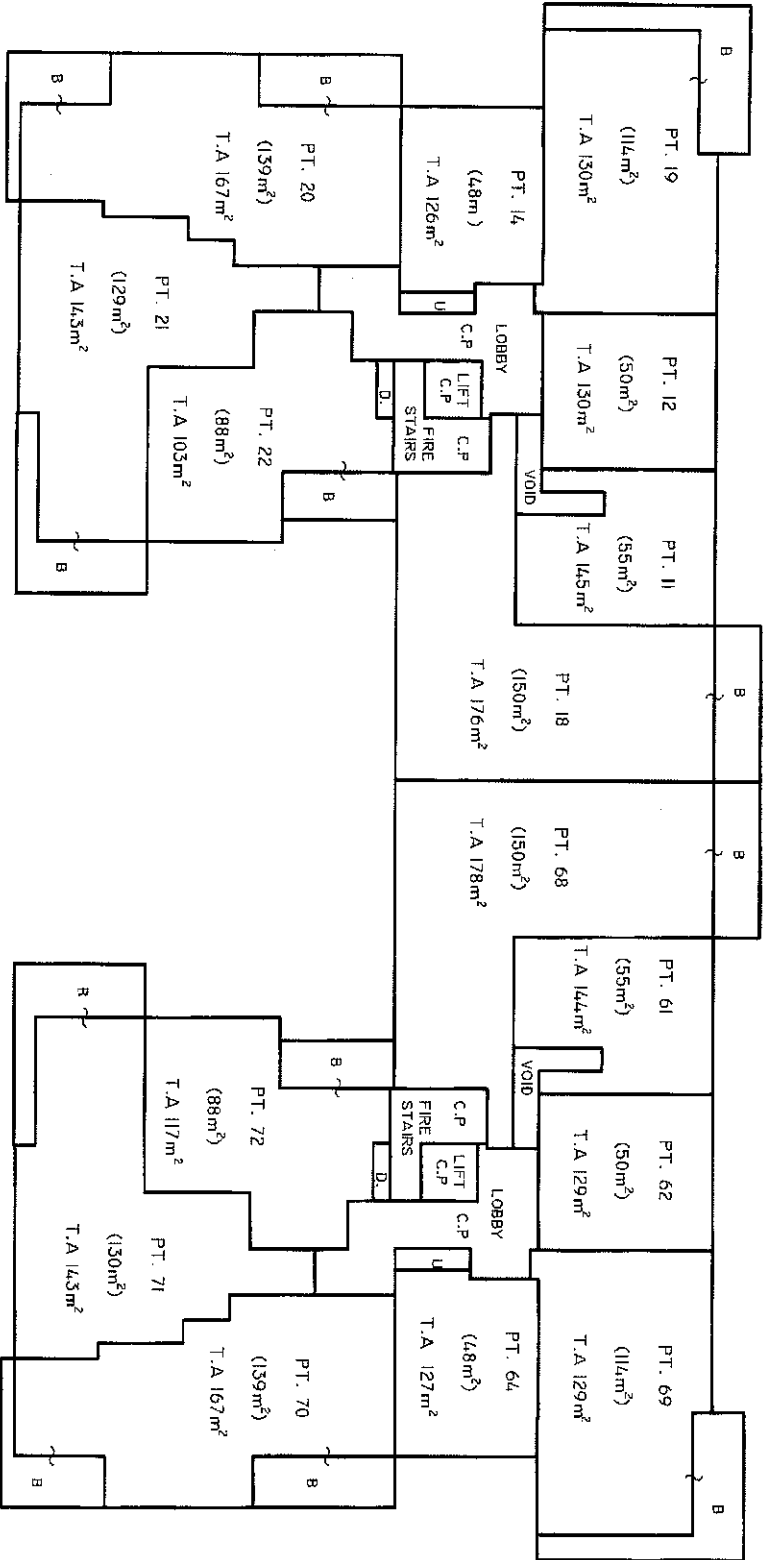 B
PT. 19
(114m²)
T.A 130m²
PT. 12
(50m²)
T.A 130m²
PT. 11
(55m²)
T.A 145m²
VOID
B
PT. 18
(150m²)
T.A 176m²
B
PT. 68
(150m²)
T.A 178m²
PT. 61
(55m²)
T.A 144m²
VOID
PT. 62
(50m²)
T.A 129m²
PT. 69
(114m²)
T.A 129m²
B
PT. 14
(48m )
T.A 126m²
U
LOBBY
C.P
LIFT
C.P
C.P
FIRE
STAIRS
D.
B
PT. 20
(139m²)
T.A 167m²
B
PT. 21
(129m²)
T.A 143m²
PT. 22
(88m²)
T.A 103m²
B
B
C.P
FIRE
STAIRS
LIFT
C.P
D.
LOBBY
C.P
U
PT. 64
(48m²)
T.A 127m²
B
PT. 72
(88m²)
T.A 117m²
B
PT. 71
(130m²)
T.A 143m²
PT. 70
(139m²)
T.A 167m²
B
B